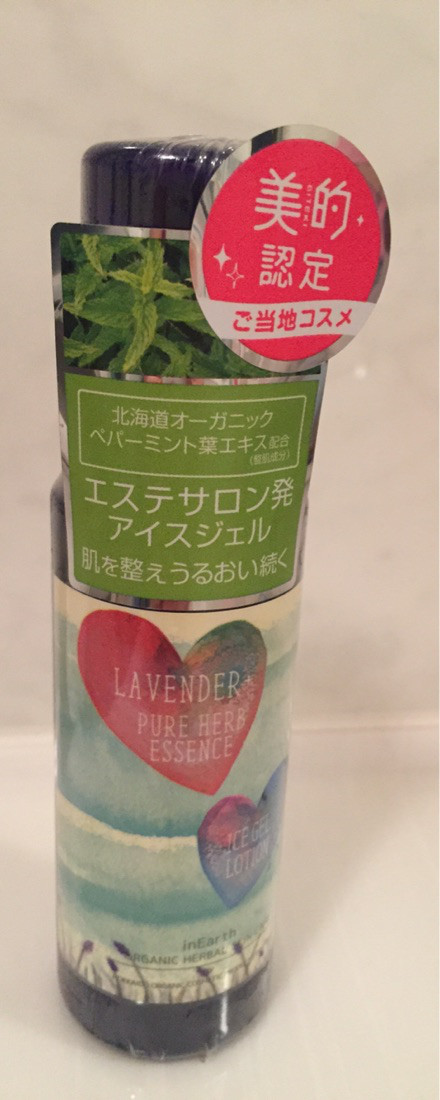 美的
BITEKI
認定
ご当地コスメ
北海道オーガニック
ペパーミント葉エキス配合
(整肌成分)
エステサロン発
アイスジェル
肌を整えうるおい続く
LAVENDER+
PURE HERB
ESSENCE
ICE GEL
LOTION
inEarth
ORGANIC HERBAL